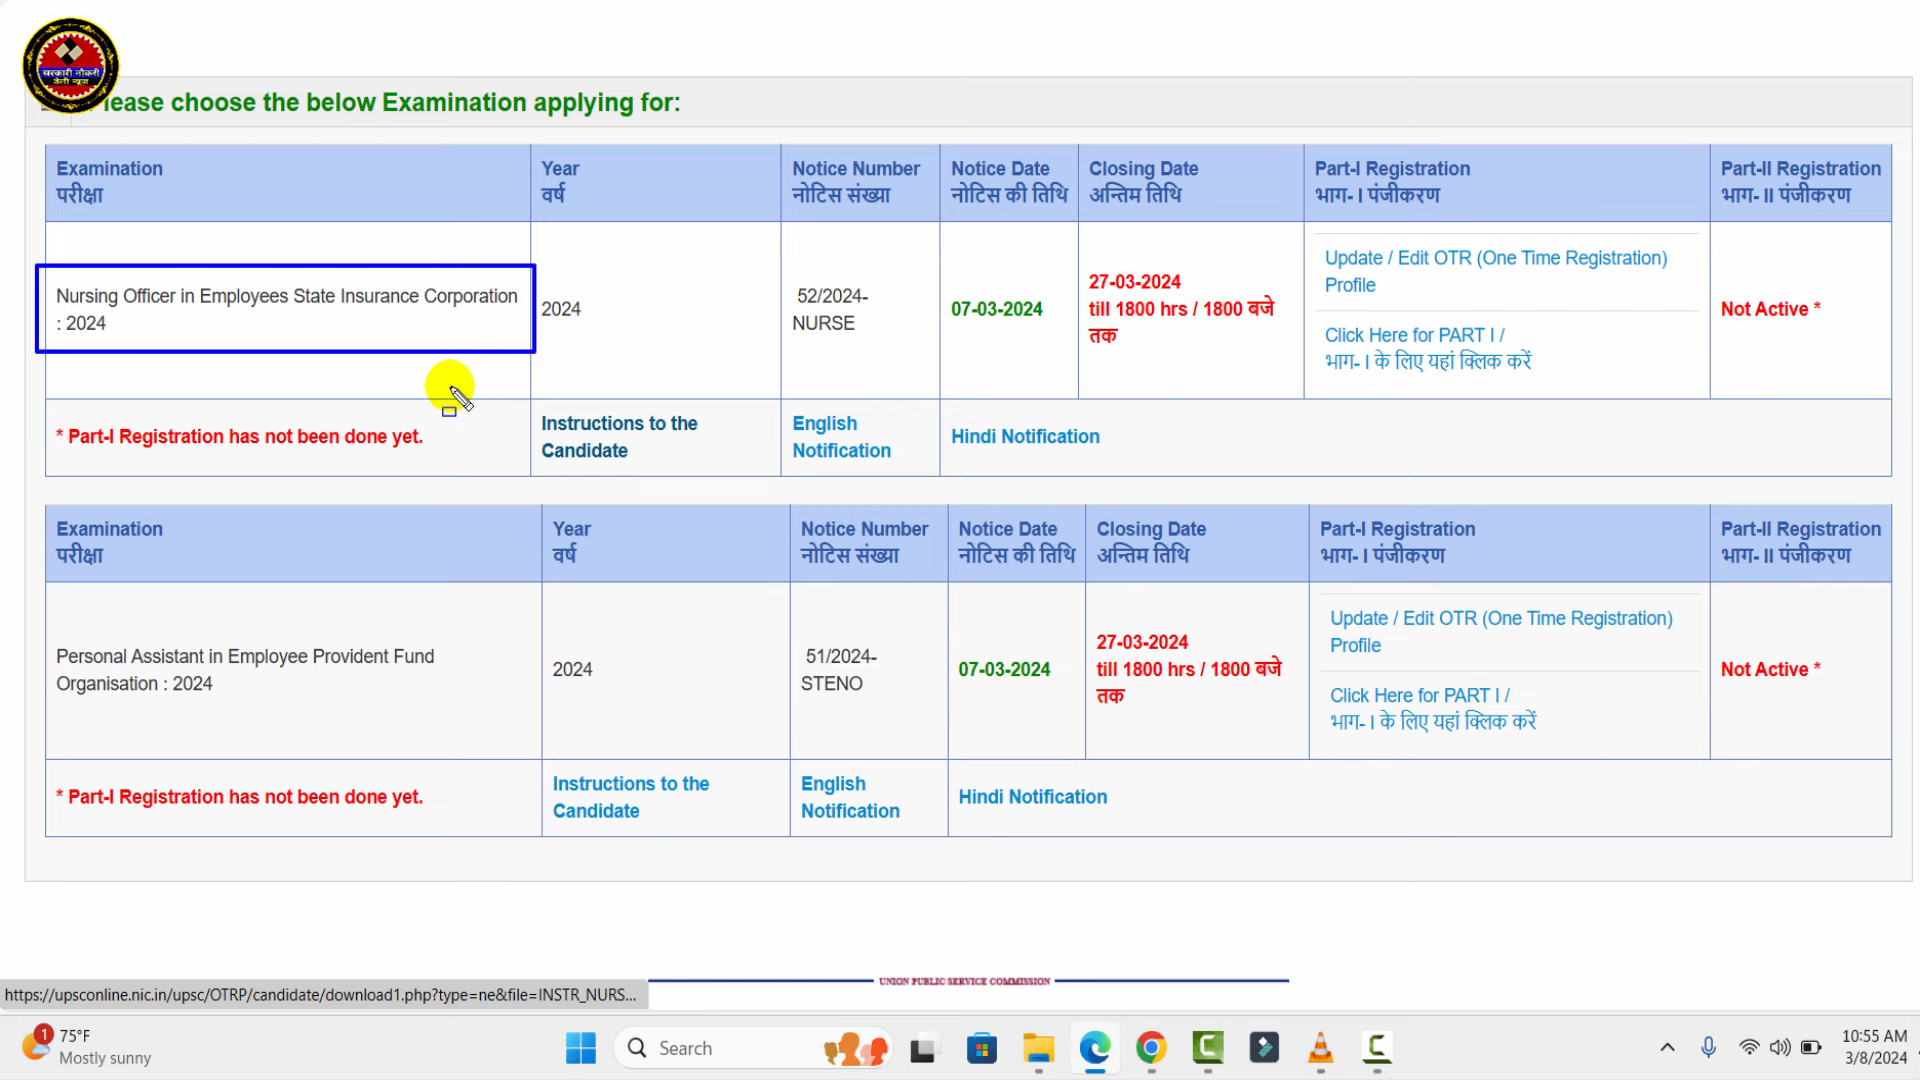 सरकारी नौकरी
डेली न्यूज
lease choose the below Examination applying for:
Examination
परीक्षा
Year
वर्ष
Notice Number
नोटिस संख्या
Notice Date
नोटिस की तिथि
Closing Date
अन्तिम तिथि
Part-I Registration
भाग- I पंजीकरण
Part-II Registration
भाग- II पंजीकरण
Nursing Officer in Employees State Insurance Corporation
: 2024
2024
52/2024-
NURSE
07-03-2024
27-03-2024
till 1800 hrs / 1800 बजे
तक
Update / Edit OTR (One Time Registration)
Profile
Click Here for PART I /
भाग- I के लिए यहां क्लिक करें
Not Active *
* Part-I Registration has not been done yet.
Instructions to the
Candidate
English
Notification
Hindi Notification
Examination
परीक्षा
Year
वर्ष
Notice Number
नोटिस संख्या
Notice Date
नोटिस की तिथि
Closing Date
अन्तिम तिथि
Part-I Registration
भाग- I पंजीकरण
Part-II Registration
भाग- II पंजीकरण
Personal Assistant in Employee Provident Fund
Organisation : 2024
2024
51/2024-
STENO
07-03-2024
27-03-2024
till 1800 hrs / 1800 बजे
तक
Update / Edit OTR (One Time Registration)
Profile
Click Here for PART I /
भाग- I के लिए यहां क्लिक करें
Not Active *
* Part-I Registration has not been done yet.
Instructions to the
Candidate
English
Notification
Hindi Notification
UNION PUBLIC SERVICE COMMISSION
https://upsconline.nic.in/upsc/OTRP/candidate/download1.php?type=ne&file=INSTR_NURS...
1
75°F
Mostly sunny
Search
10:55 AM
3/8/2024